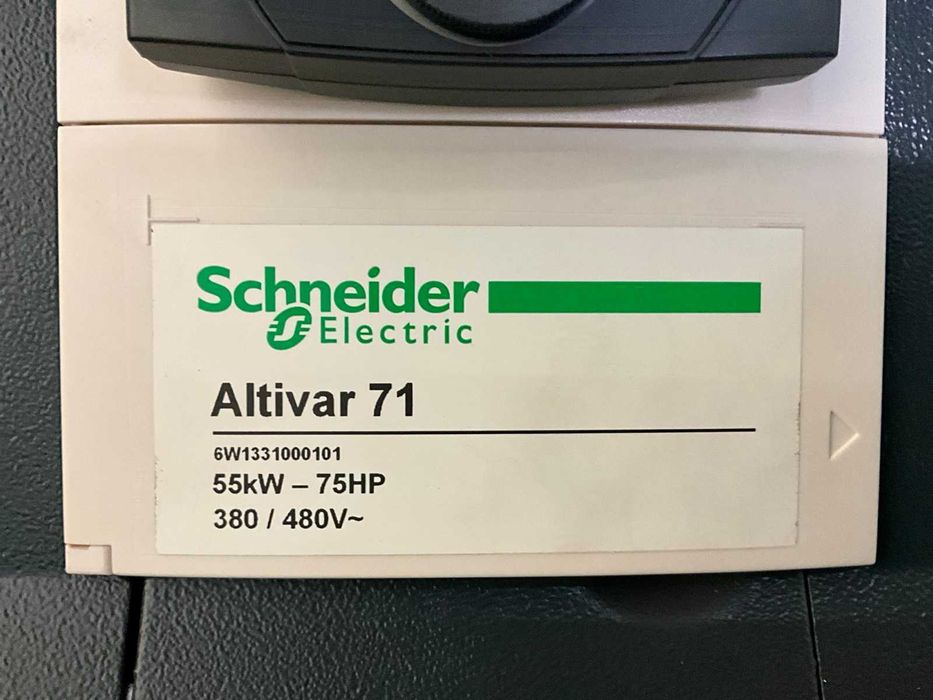 Schneider
Electric
Altivar 71
6W1331000101
55kW – 75HP
380 / 480V~